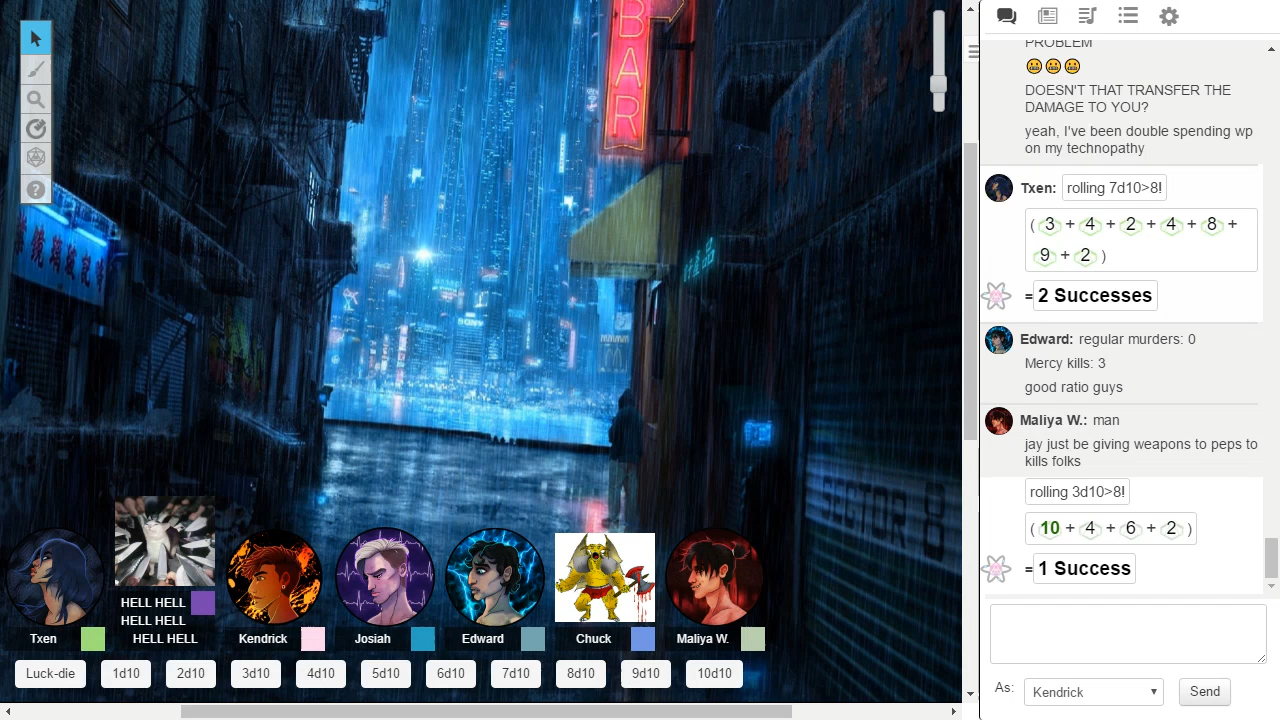 BAR
PROBLEM
DOESN'T THAT TRANSFER THE
DAMAGE TO YOU?
yeah, I've been double spending wp
on my technopathy
Txen: rolling 7d10>8!
( 3 + 4 + 2 + 4 + 8 +
9 + 2 )
= 2 Successes
Edward: regular murders: 0
Mercy kills: 3
good ratio guys
Maliya W.: man
jay just be giving weapons to peps to
kills folks
rolling 3d10>8!
( 10 + 4 + 6 + 2 )
= 1 Success
SONY
SECTOR 8
Txen
HELL HELL
HELL HELL
HELL HELL
Kendrick
Josiah
Edward
Chuck
Maliya W.
Luck-die
1d10
2d10
3d10
4d10
5d10
6d10
7d10
8d10
9d10
10d10
As:
Kendrick
Send